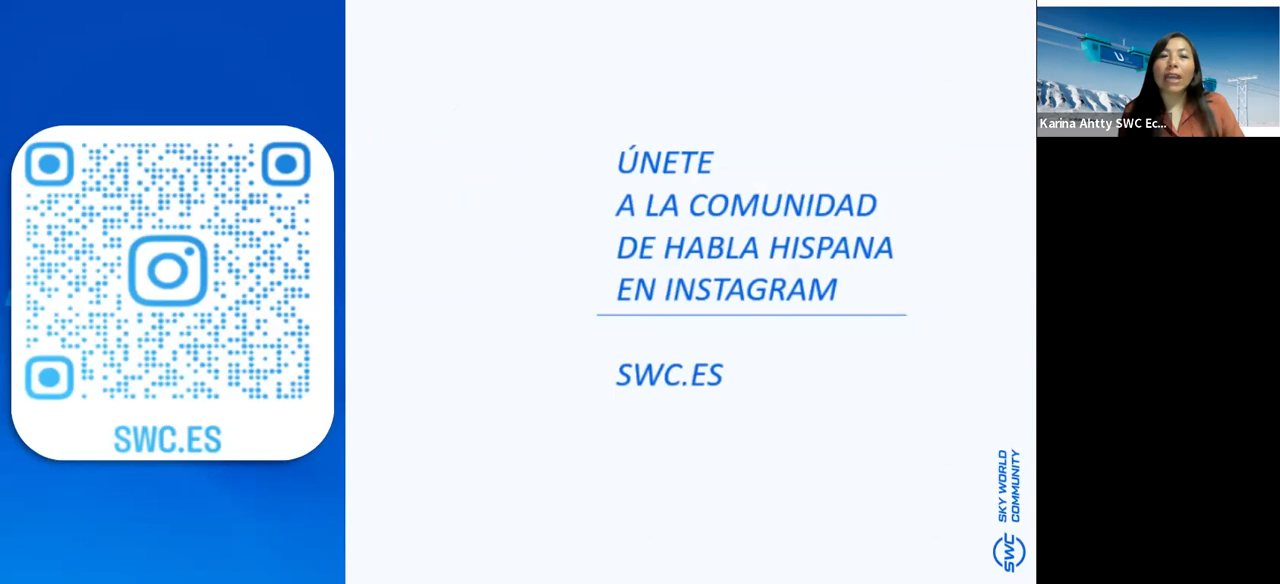 SWC.ES
ÚNETE
A LA COMUNIDAD
DE HABLA HISPANA
EN INSTAGRAM
SWC.ES
SWC
SKY WORLD
COMMUNITY
Karina Ahtty SWC Ec...